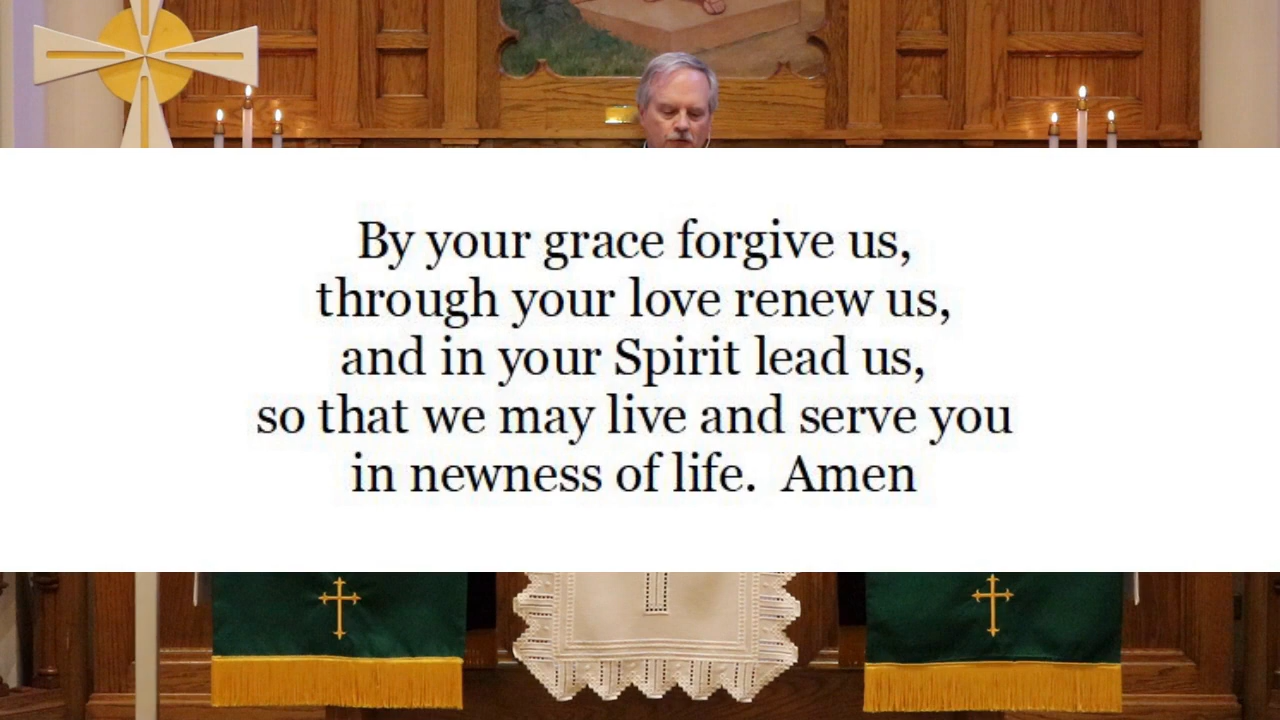 By your grace forgive us,
through your love renew us,
and in your Spirit lead us,
so that we may live and serve you
in newness of life.  Amen